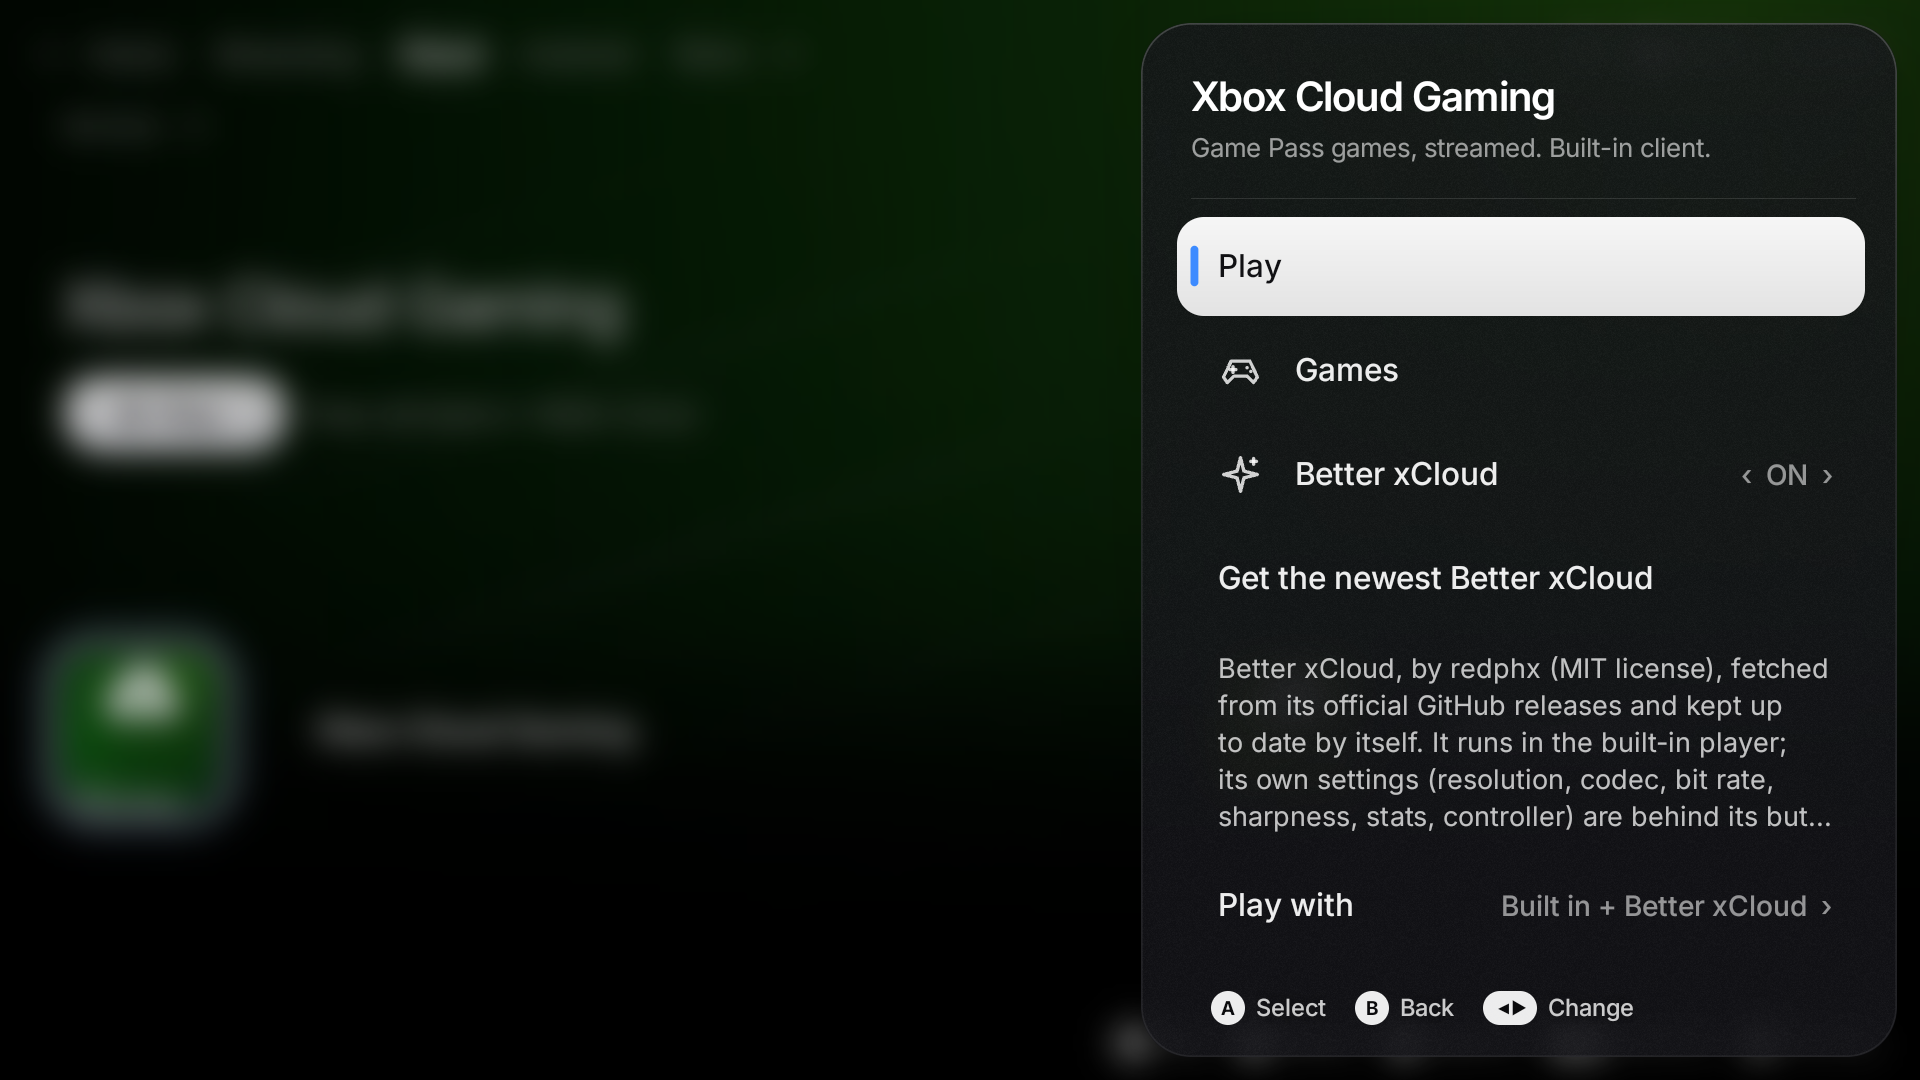 Xbox Cloud Gaming
Game Pass games, streamed. Built-in client.
Play
Games
Better xCloud ‹ ON ›
Get the newest Better xCloud
Better xCloud, by redphx (MIT license), fetched
from its official GitHub releases and kept up
to date by itself. It runs in the built-in player;
its own settings (resolution, codec, bit rate,
sharpness, stats, controller) are behind its but...
Play with Built in + Better xCloud ›
A Select B Back ◀▶ Change
Xbox Cloud Gaming